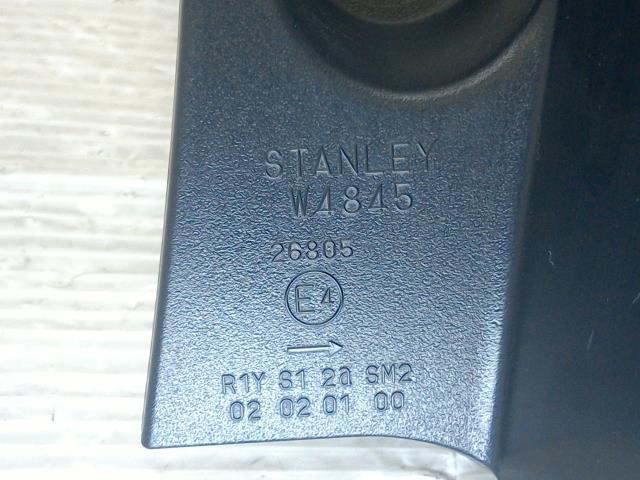 STANLEY
W4845
26805
E4
→
R1Y S1 2a SM2
02 02 01 00